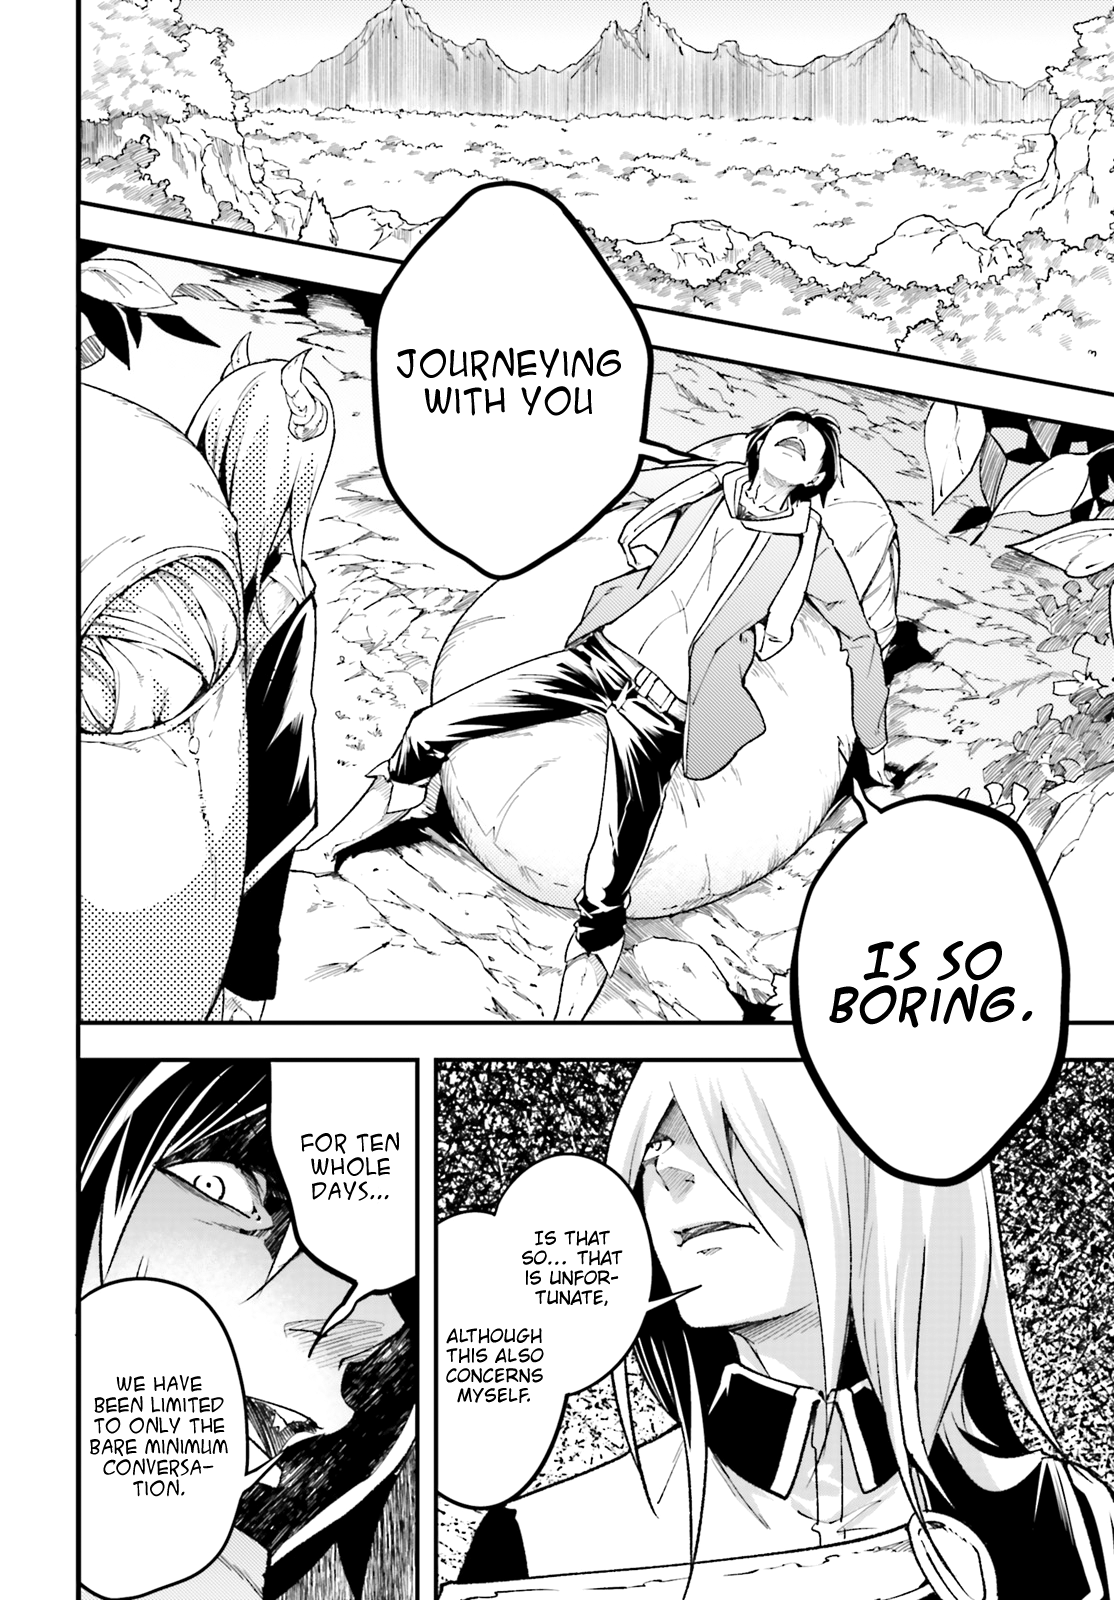 JOURNEYING
WITH YOU
IS SO
BORING.
IS THAT
SO... THAT
IS UNFOR-
TUNATE,
ALTHOUGH
THIS ALSO
CONCERNS
MYSELF.
FOR TEN
WHOLE
DAYS...
WE HAVE
BEEN LIMITED
TO ONLY THE
BARE MINIMUM
CONVERSA-
TION.